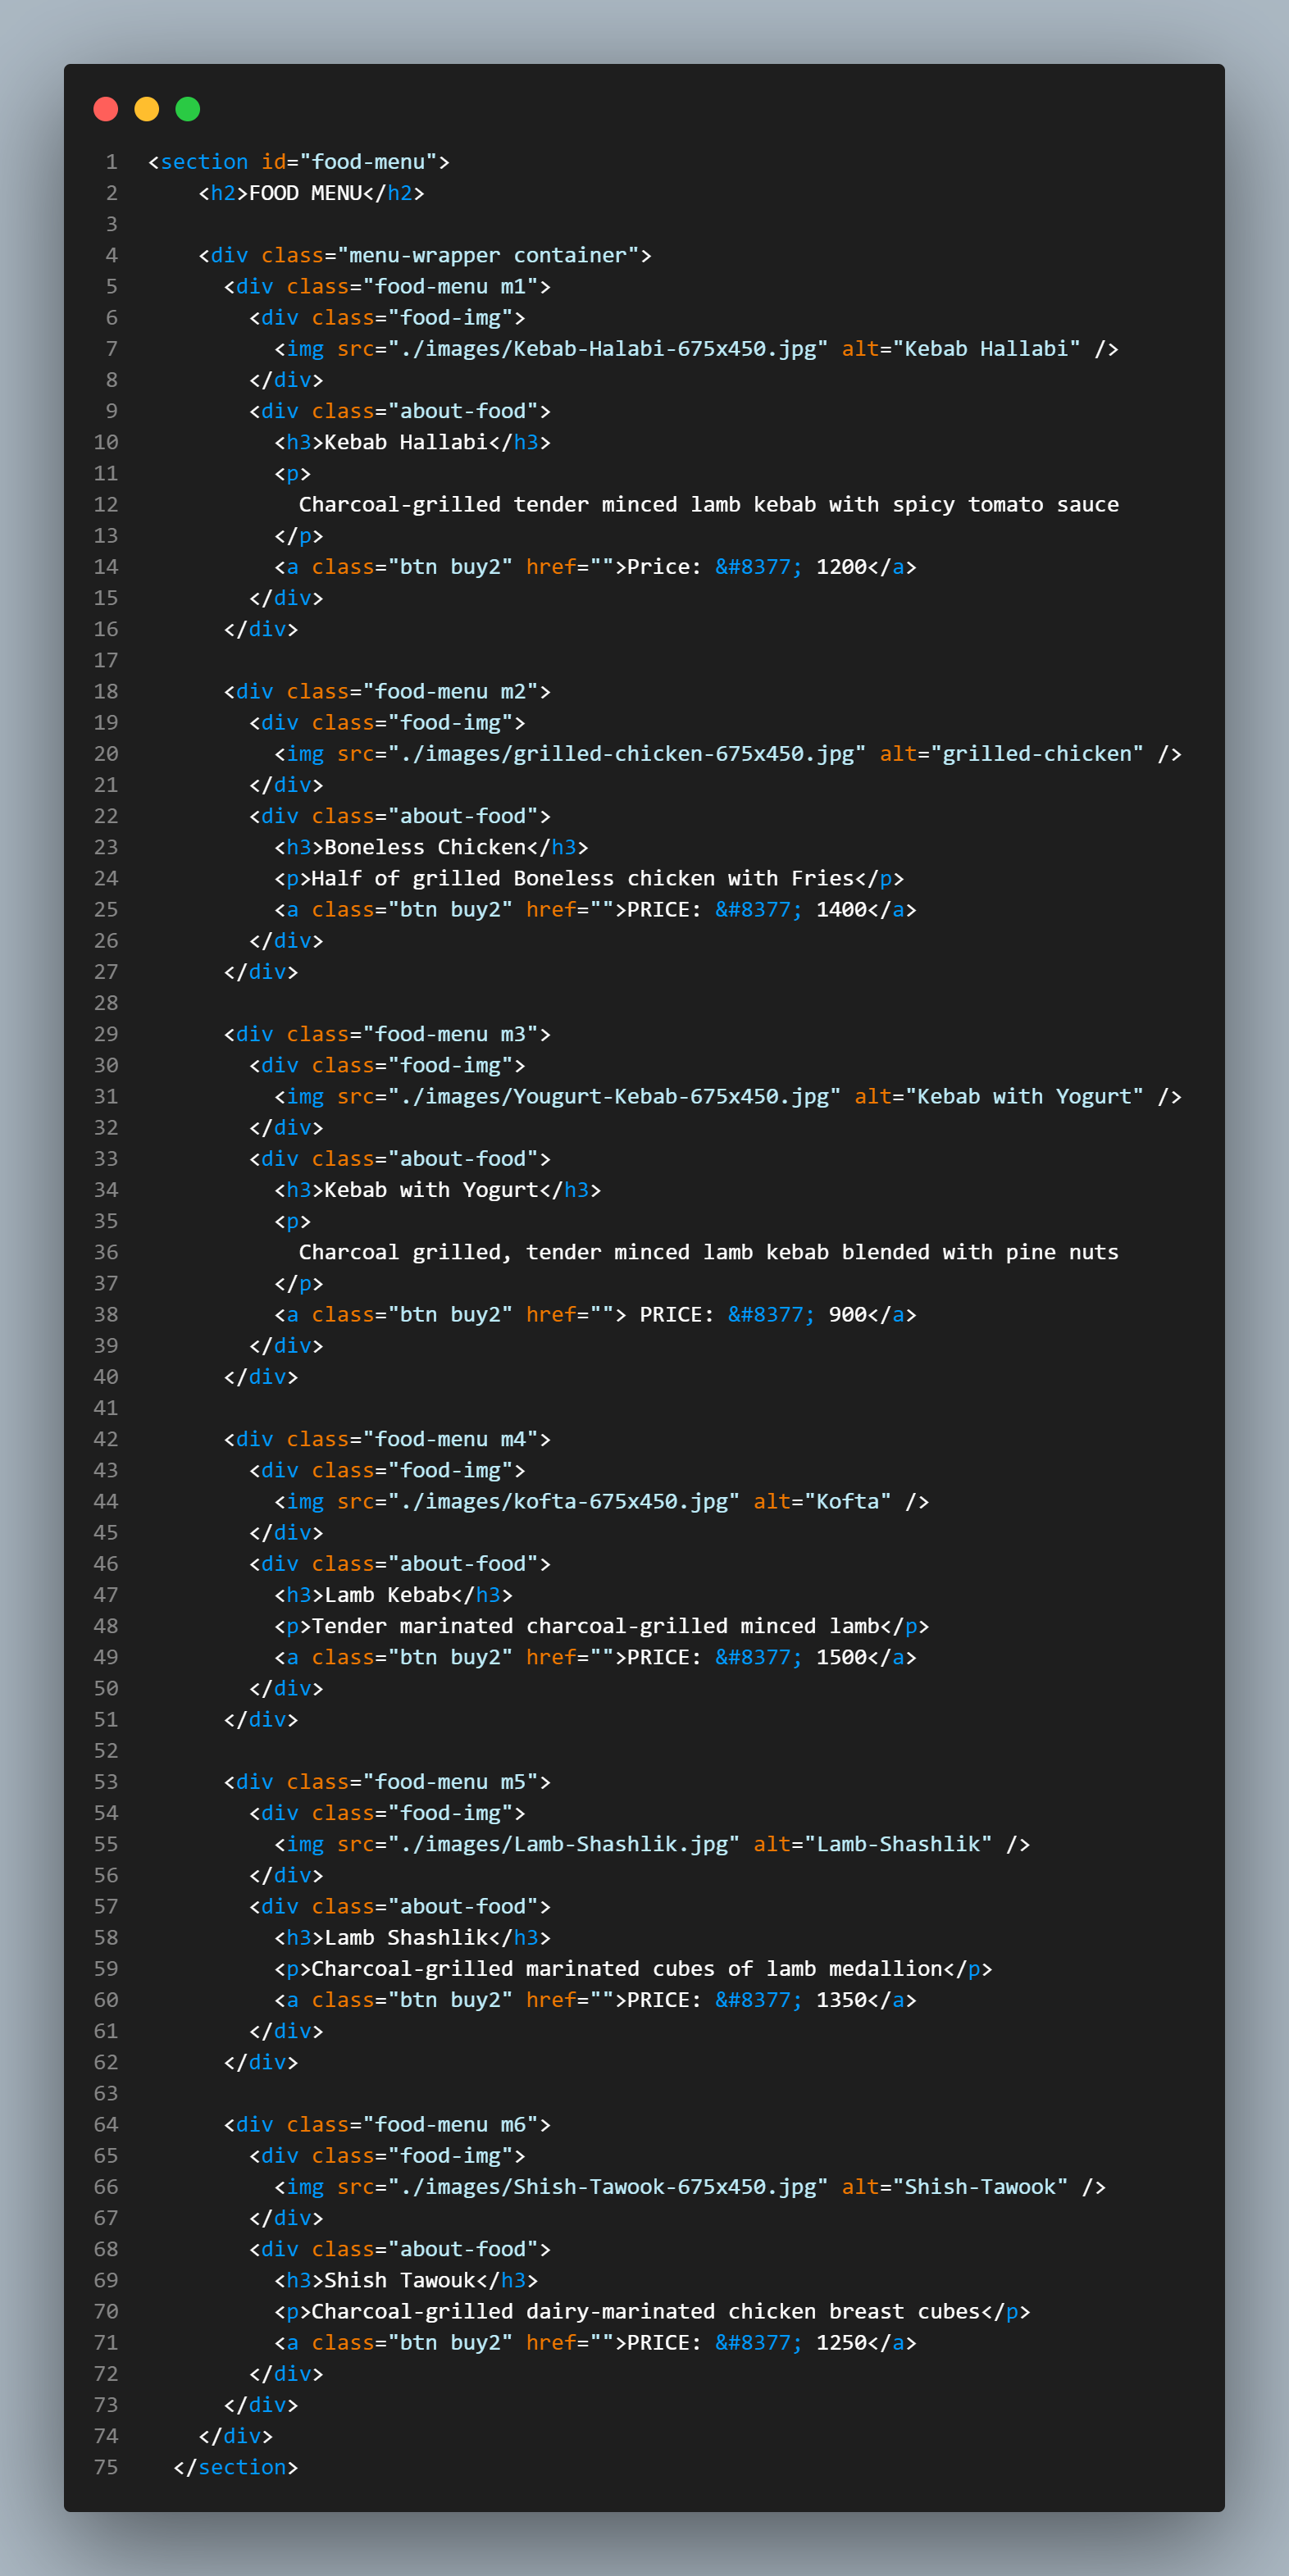 1 <section id="food-menu">
2     <h2>FOOD MENU</h2>
3
4     <div class="menu-wrapper container">
5       <div class="food-menu m1">
6         <div class="food-img">
7           <img src="./images/Kebab-Halabi-675x450.jpg" alt="Kebab Hallabi" />
8         </div>
9         <div class="about-food">
10           <h3>Kebab Hallabi</h3>
11           <p>
12             Charcoal-grilled tender minced lamb kebab with spicy tomato sauce
13           </p>
14           <a class="btn buy2" href="">Price: &#8377; 1200</a>
15         </div>
16       </div>
17
18       <div class="food-menu m2">
19         <div class="food-img">
20           <img src="./images/grilled-chicken-675x450.jpg" alt="grilled-chicken" />
21         </div>
22         <div class="about-food">
23           <h3>Boneless Chicken</h3>
24           <p>Half of grilled Boneless chicken with Fries</p>
25           <a class="btn buy2" href="">PRICE: &#8377; 1400</a>
26         </div>
27       </div>
28
29       <div class="food-menu m3">
30         <div class="food-img">
31           <img src="./images/Yougurt-Kebab-675x450.jpg" alt="Kebab with Yogurt" />
32         </div>
33         <div class="about-food">
34           <h3>Kebab with Yogurt</h3>
35           <p>
36             Charcoal grilled, tender minced lamb kebab blended with pine nuts
37           </p>
38           <a class="btn buy2" href=""> PRICE: &#8377; 900</a>
39         </div>
40       </div>
41
42       <div class="food-menu m4">
43         <div class="food-img">
44           <img src="./images/kofta-675x450.jpg" alt="Kofta" />
45         </div>
46         <div class="about-food">
47           <h3>Lamb Kebab</h3>
48           <p>Tender marinated charcoal-grilled minced lamb</p>
49           <a class="btn buy2" href="">PRICE: &#8377; 1500</a>
50         </div>
51       </div>
52
53       <div class="food-menu m5">
54         <div class="food-img">
55           <img src="./images/Lamb-Shashlik.jpg" alt="Lamb-Shashlik" />
56         </div>
57         <div class="about-food">
58           <h3>Lamb Shashlik</h3>
59           <p>Charcoal-grilled marinated cubes of lamb medallion</p>
60           <a class="btn buy2" href="">PRICE: &#8377; 1350</a>
61         </div>
62       </div>
63
64       <div class="food-menu m6">
65         <div class="food-img">
66           <img src="./images/Shish-Tawook-675x450.jpg" alt="Shish-Tawook" />
67         </div>
68         <div class="about-food">
69           <h3>Shish Tawouk</h3>
70           <p>Charcoal-grilled dairy-marinated chicken breast cubes</p>
71           <a class="btn buy2" href="">PRICE: &#8377; 1250</a>
72         </div>
73       </div>
74     </div>
75   </section>